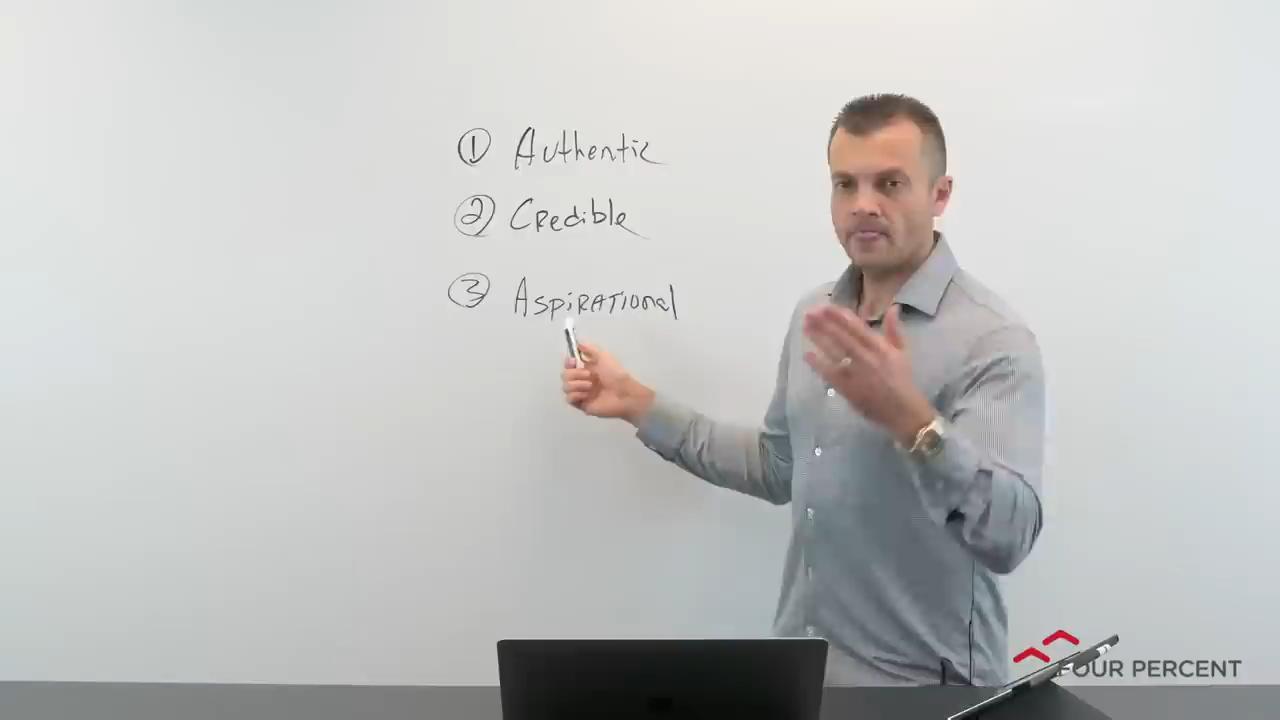 ① Authentic
② Credible
③ Aspirational
FOUR PERCENT